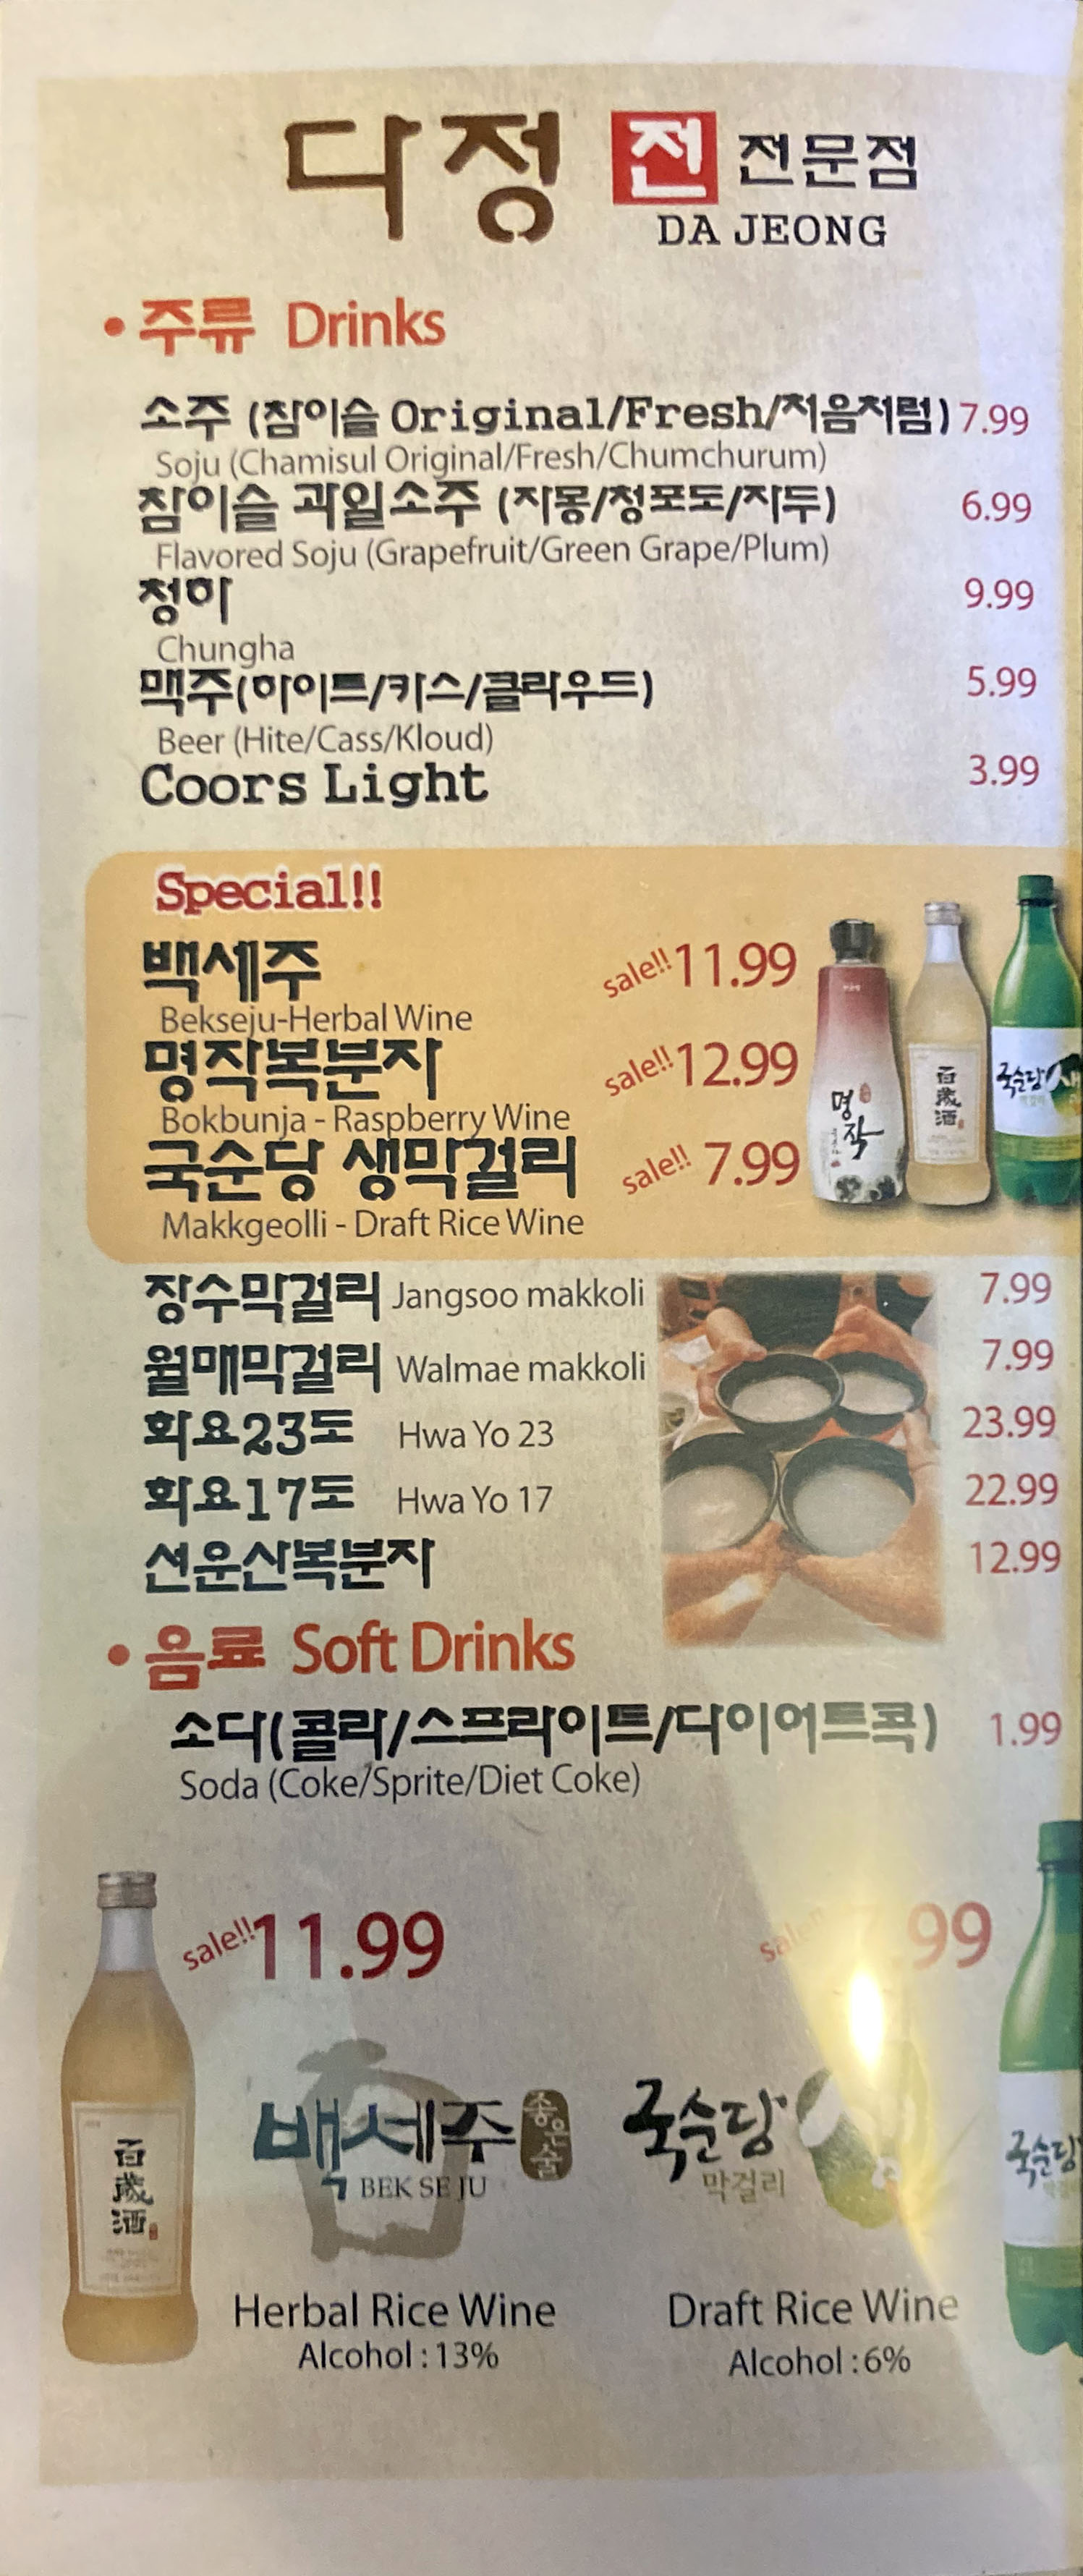 다정 전 전문점
DA JEONG
• 주류 Drinks
소주 (참이슬 Original/Fresh/처음처럼) 7.99
Soju (Chamisul Original/Fresh/Chumchurum)
참이슬 과일소주 (자몽/청포도/자두) 6.99
Flavored Soju (Grapefruit/Green Grape/Plum)
청하 9.99
Chungha
맥주(하이트/카스/클라우드) 5.99
Beer (Hite/Cass/Kloud)
Coors Light 3.99
Special!!
백세주 sale!! 11.99
Bekseju-Herbal Wine
명작복분자 sale!! 12.99
Bokbunja - Raspberry Wine
국순당 생막걸리 sale!! 7.99
Makkgeolli - Draft Rice Wine
명작
百歲酒
국순당
장수막걸리 Jangsoo makkoli 7.99
월매막걸리 Walmae makkoli 7.99
화요23도 Hwa Yo 23 23.99
화요17도 Hwa Yo 17 22.99
선운산복분자 12.99
• 음료 Soft Drinks
소다(콜라/스프라이트/다이어트콕) 1.99
Soda (Coke/Sprite/Diet Coke)
sale!! 11.99
sale!! 99
백세주 좋은술
BEK SE JU
국순당
막걸리
百歲酒
국순당
Herbal Rice Wine
Alcohol : 13%
Draft Rice Wine
Alcohol : 6%